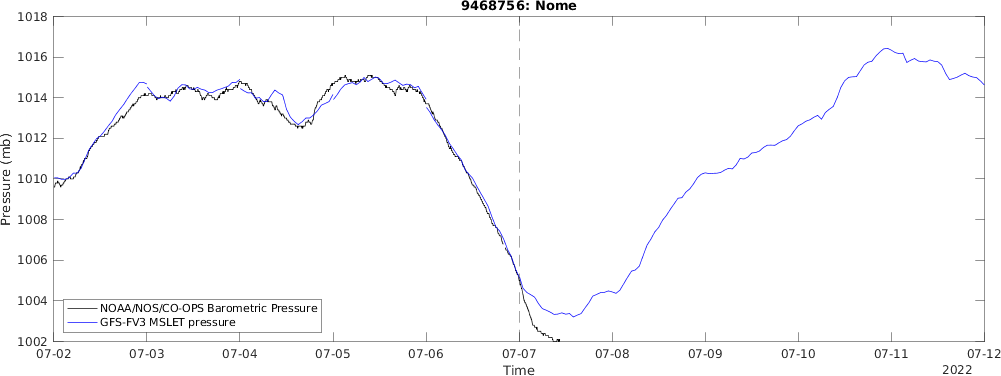 9468756: Nome
1018
1016
1014
1012
1010
1008
1006
1004
1002
Pressure (mb)
NOAA/NOS/CO-OPS Barometric Pressure
GFS-FV3 MSLET pressure
07-02 07-03 07-04 07-05 07-06 07-07 07-08 07-09 07-10 07-11 07-12
Time
2022